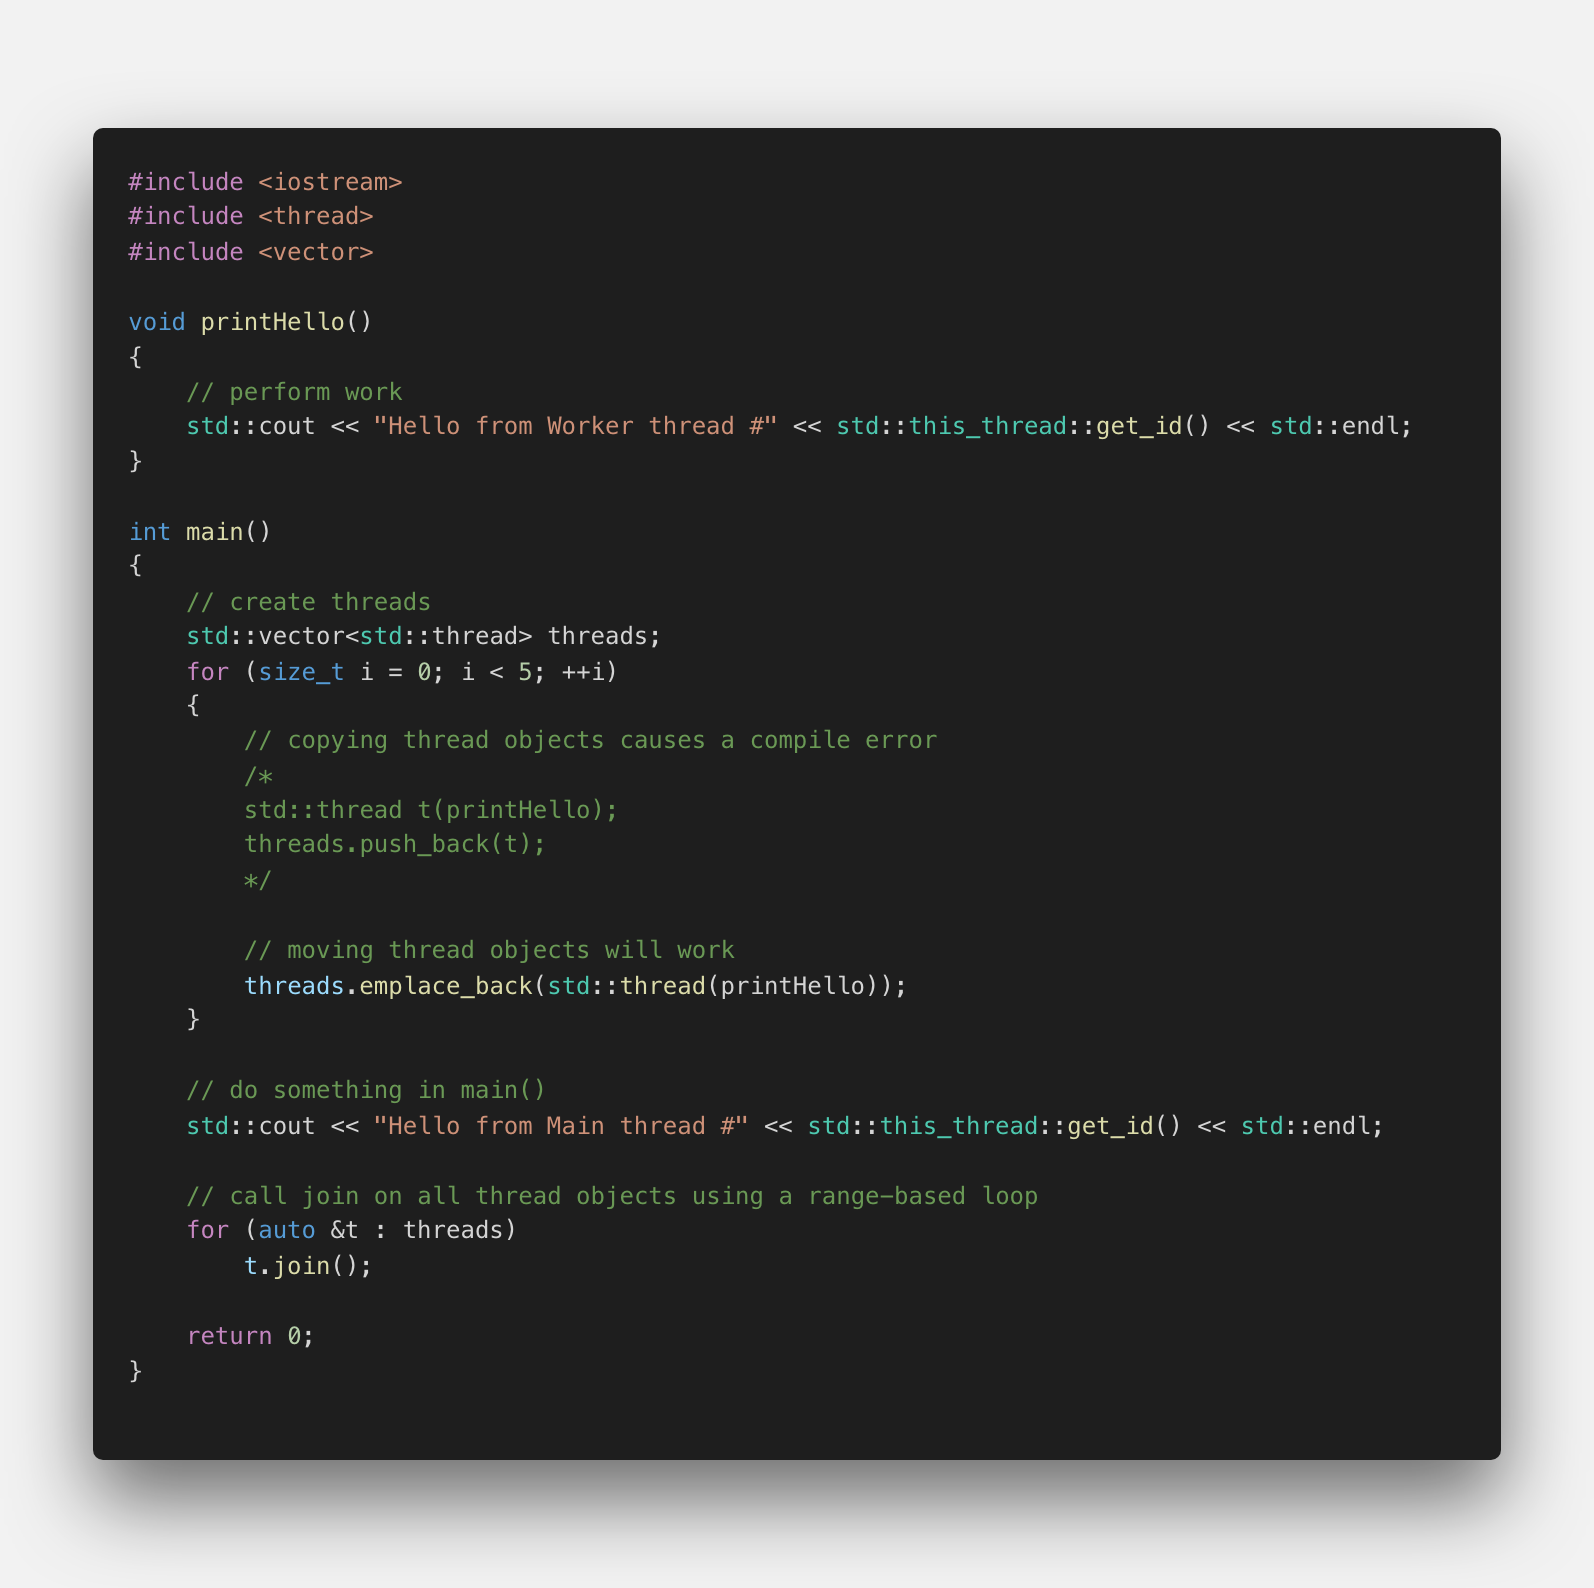 #include <iostream>
#include <thread>
#include <vector>

void printHello()
{
    // perform work
    std::cout << "Hello from Worker thread #" << std::this_thread::get_id() << std::endl;
}

int main()
{
    // create threads
    std::vector<std::thread> threads;
    for (size_t i = 0; i < 5; ++i)
    {
        // copying thread objects causes a compile error
        /*
        std::thread t(printHello);
        threads.push_back(t);
        */

        // moving thread objects will work
        threads.emplace_back(std::thread(printHello));
    }

    // do something in main()
    std::cout << "Hello from Main thread #" << std::this_thread::get_id() << std::endl;

    // call join on all thread objects using a range-based loop
    for (auto &t : threads)
        t.join();

    return 0;
}